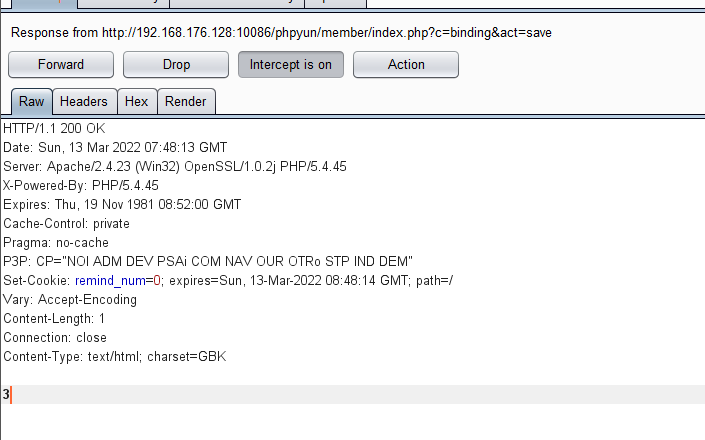 Response from http://192.168.176.128:10086/phpyun/member/index.php?c=binding&act=save
Forward Drop Intercept is on Action
Raw Headers Hex Render
HTTP/1.1 200 OK
Date: Sun, 13 Mar 2022 07:48:13 GMT
Server: Apache/2.4.23 (Win32) OpenSSL/1.0.2j PHP/5.4.45
X-Powered-By: PHP/5.4.45
Expires: Thu, 19 Nov 1981 08:52:00 GMT
Cache-Control: private
Pragma: no-cache
P3P: CP="NOI ADM DEV PSAi COM NAV OUR OTRo STP IND DEM"
Set-Cookie: remind_num=0; expires=Sun, 13-Mar-2022 08:48:14 GMT; path=/
Vary: Accept-Encoding
Content-Length: 1
Connection: close
Content-Type: text/html; charset=GBK
3